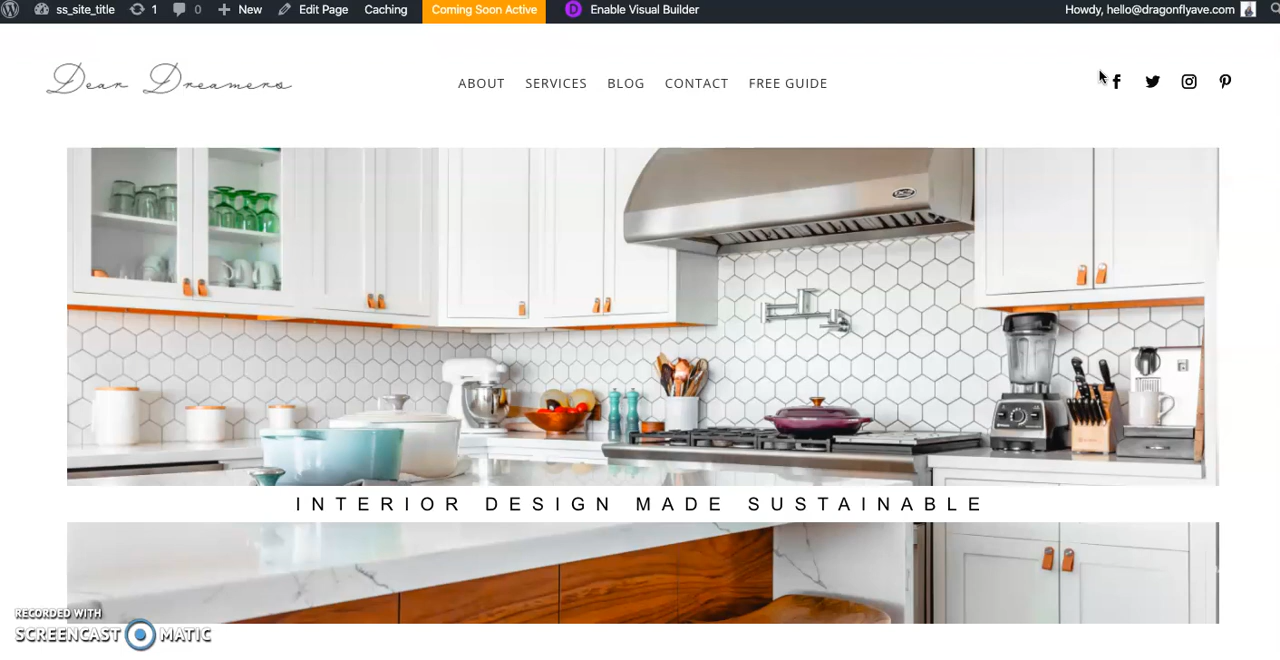 ss_site_title 1 0 New Edit Page Caching Coming Soon Active D Enable Visual Builder Howdy, hello@dragonflyave.com
Dear Dreamers ABOUT SERVICES BLOG CONTACT FREE GUIDE
INTERIOR DESIGN MADE SUSTAINABLE
RECORDED WITH
SCREENCAST MATIC